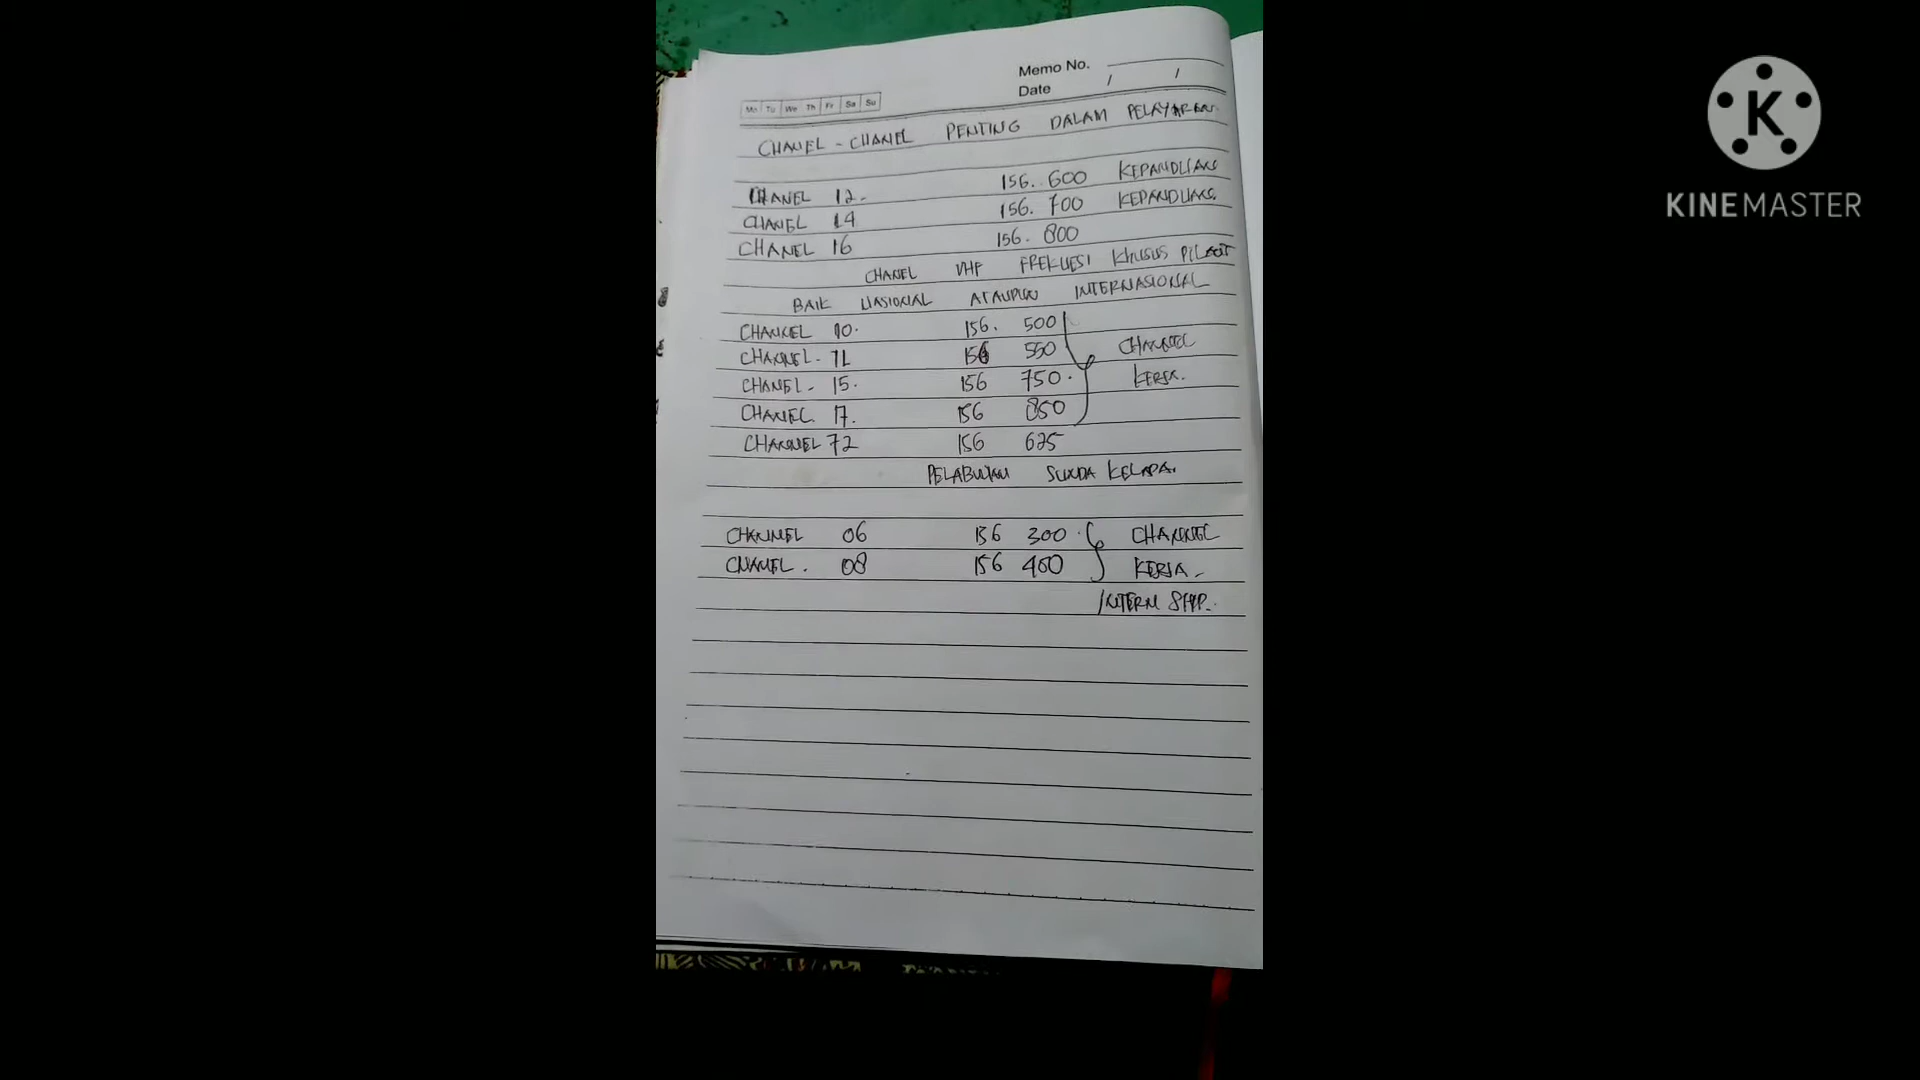 Memo No.
Date / /
Mo Tu We Th Fr Sa Su
CHANEL - CHANEL PENTING DALAM PELAYARAN
CHANEL 12. 156. 600 KEPANDUAN
CHANEL 14 156. 700 KEPANDUAN
CHANEL 16 156. 800
CHANEL VHF FREKUESI KHUSUS
BAIK NASIONAL ATAUPUN INTERNASIONAL
CHANNEL 10. 156. 500
CHANNEL - 11 156 550 CHANNEL
CHANEL - 15. 156 750. KERJA.
CHANEL 17. 156 850
CHANNEL 72 156 625
PELABUHAN SUNDA KELAPA.
CHANNEL 06 156 300. CHANNEL
CHANEL. 08 156 400 KERJA -
INTERN SHIP.
K
KINEMASTER